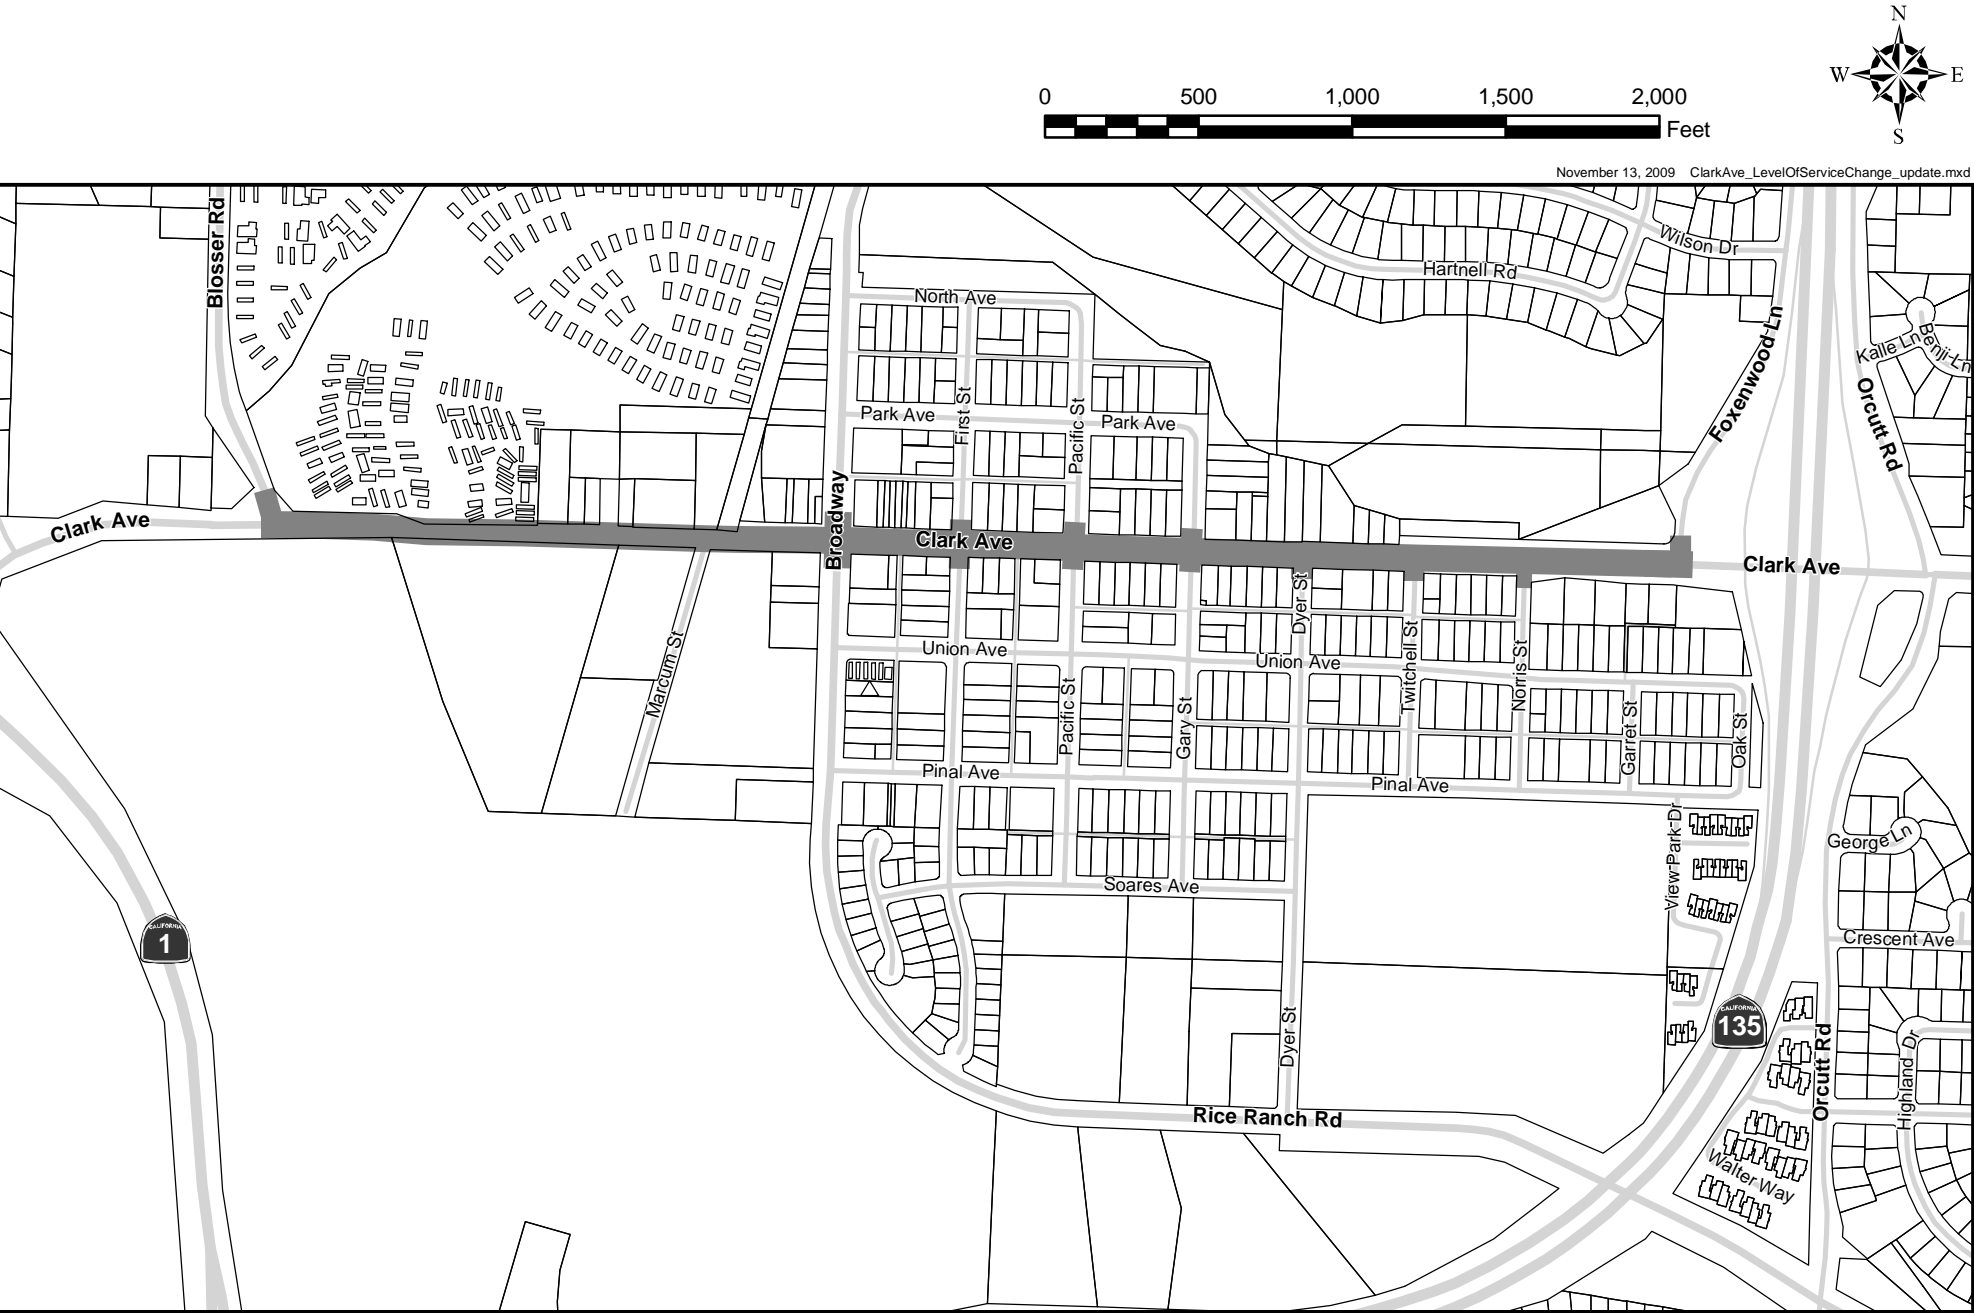 N
W E
S
0 500 1,000 1,500 2,000
Feet
November 13, 2009 ClarkAve_LevelOfServiceChange_update.mxd
Blosser Rd
Wilson Dr
Hartnell Rd
North Ave
Foxenwood Ln
Kalle Ln
Benji Ln
Orcutt Rd
Park Ave
First St
Pacific St
Park Ave
Broadway
Clark Ave
Clark Ave
Clark Ave
Dyer St
Marcum St
Union Ave
Union Ave
Twitchell St
Norris St
Pacific St
Gary St
Garret St
Oak St
Pinal Ave
Pinal Ave
View Park Dr
George Ln
Soares Ave
CALIFORNIA
1
Crescent Ave
CALIFORNIA
135
Dyer St
Orcutt Rd
Highland Dr
Rice Ranch Rd
Walter Way